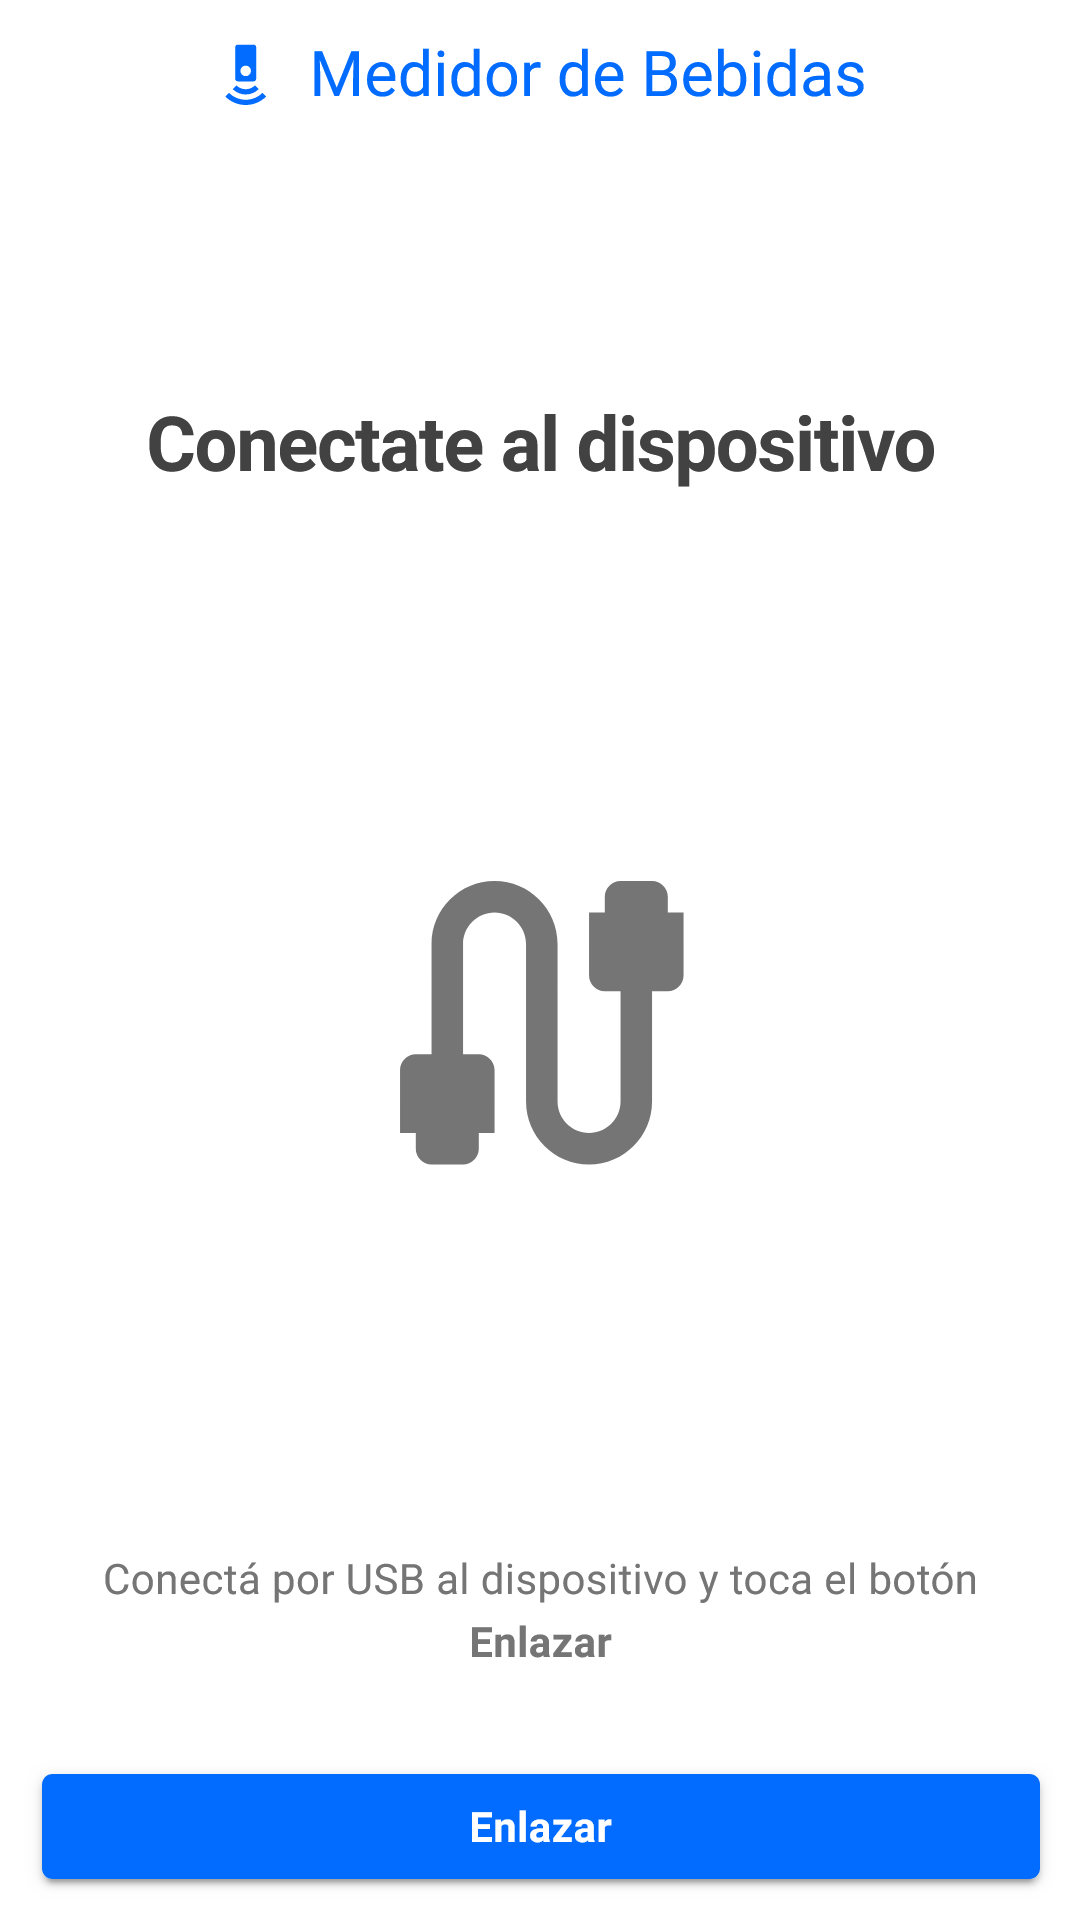 Medidor de Bebidas
Conectate al dispositivo
Conectá por USB al dispositivo y toca el botón
Enlazar
Enlazar